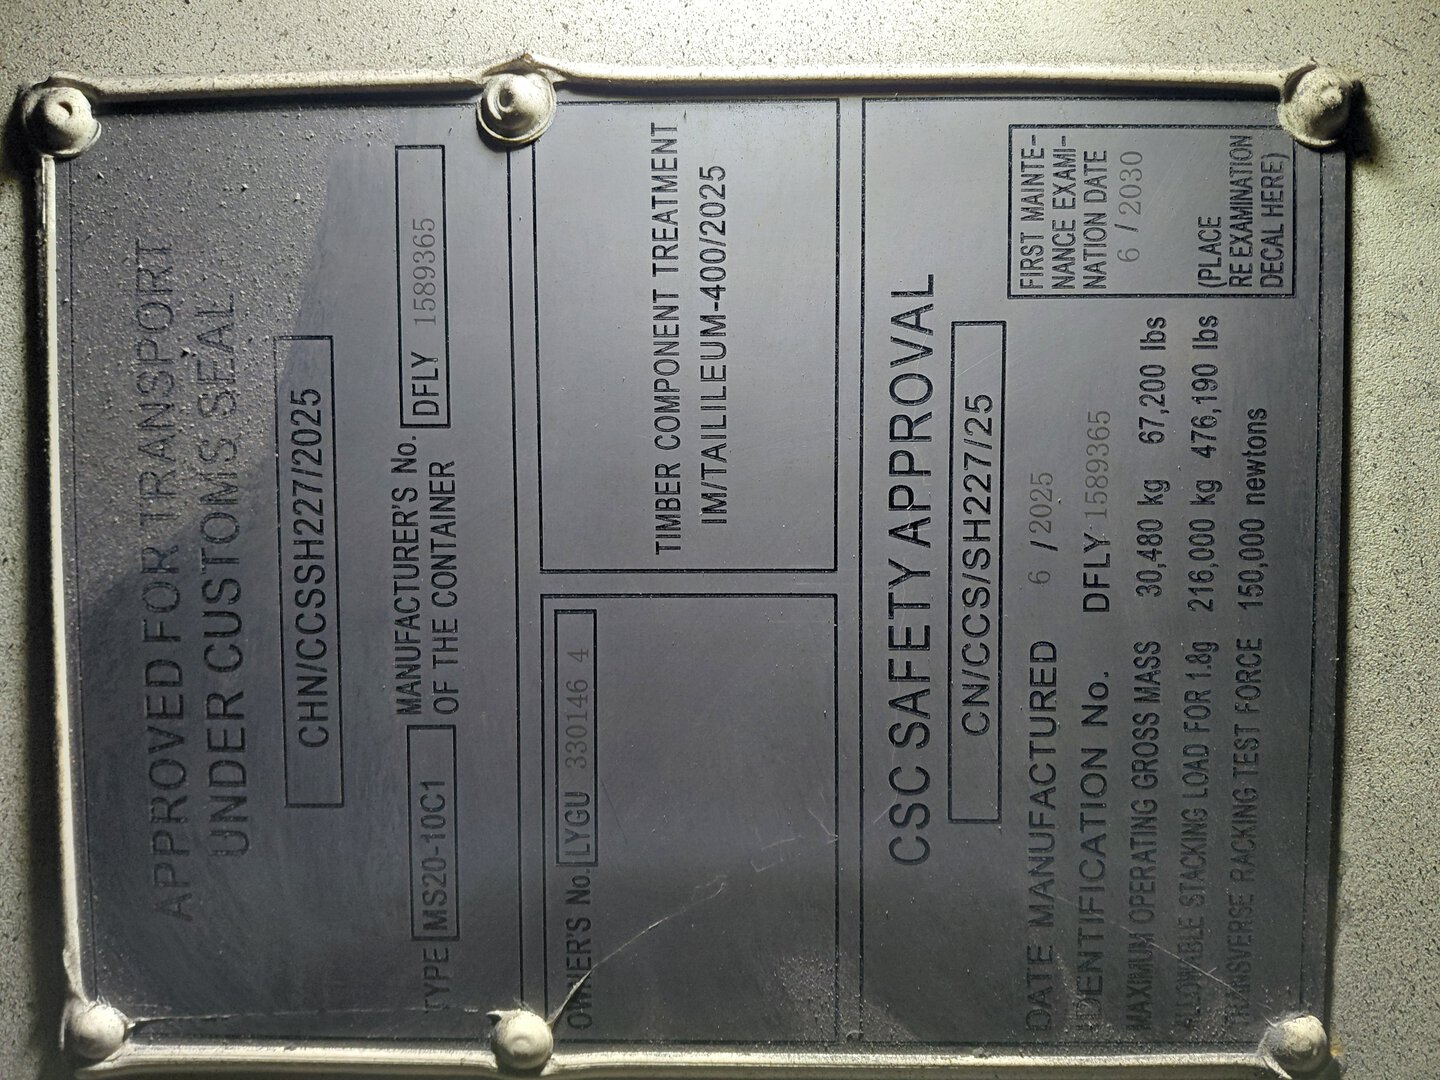 APPROVED FOR TRANSPORT
UNDER CUSTOMS SEAL
CHN/CCSSH227/2025
TYPE MS20-10C1 MANUFACTURER'S No. DFLY 1589365
OF THE CONTAINER
OWNER'S No. LYGU 330146 4
TIMBER COMPONENT TREATMENT
IM/TAILILEUM-400/2025
CSC SAFETY APPROVAL
CN/CCS/SH227/25
DATE MANUFACTURED 6 /2025
IDENTIFICATION No. DFLY 1589365
MAXIMUM OPERATING GROSS MASS 30,480 kg 67,200 lbs
ALLOWABLE STACKING LOAD FOR 1.8g 216,000 kg 476,190 lbs
TRANSVERSE RACKING TEST FORCE 150,000 newtons
FIRST MAINTE-
NANCE EXAMI-
NATION DATE
6 /2030
(PLACE
RE EXAMINATION
DECAL HERE)